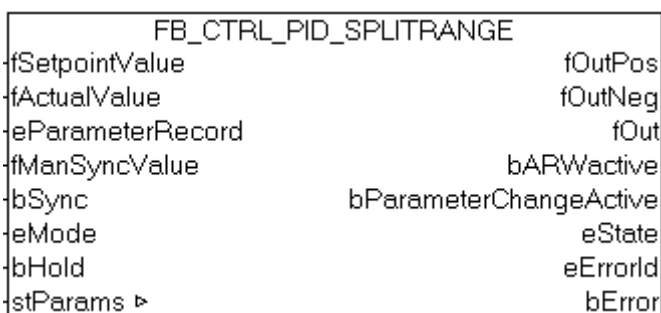 FB_CTRL_PID_SPLITRANGE
fSetpointValue fOutPos
fActualValue fOutNeg
eParameterRecord fOut
fManSyncValue bARWactive
bSync bParameterChangeActive
eMode eState
bHold eErrorId
stParams ▹ bError